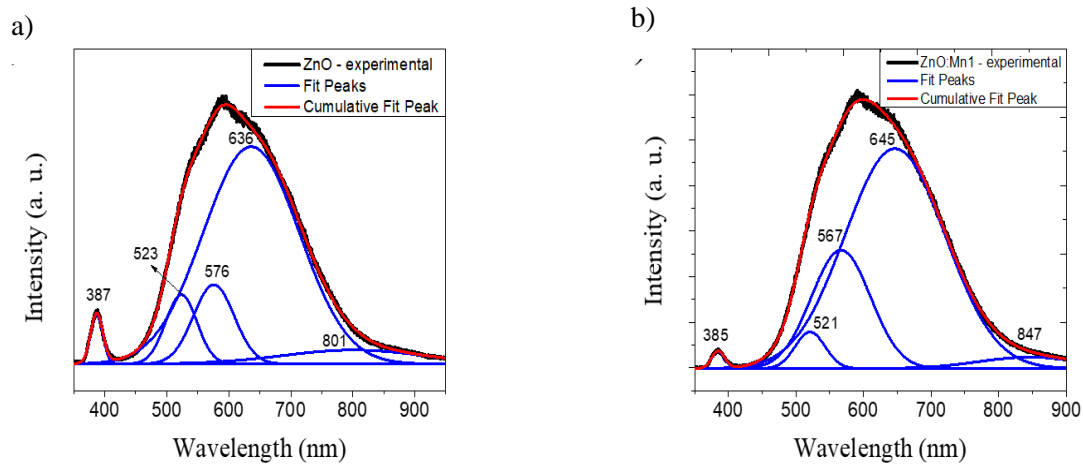 a)
ZnO - experimental
Fit Peaks
Cumulative Fit Peak
636
523
576
387
801
Intensity (a. u.)
400 500 600 700 800 900
Wavelength (nm)
b)
ZnO:Mn1 - experimental
Fit Peaks
Cumulative Fit Peak
645
567
521
385
847
Intensity (a. u.)
400 500 600 700 800 900
Wavelength (nm)